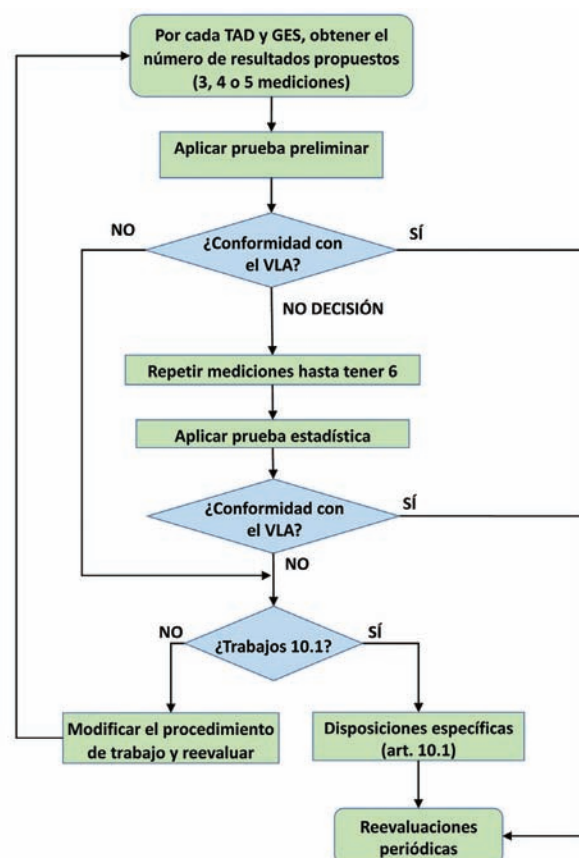 Por cada TAD y GES, obtener el
número de resultados propuestos
(3, 4 o 5 mediciones)
Aplicar prueba preliminar
NO
¿Conformidad con
el VLA?
SÍ
NO DECISIÓN
Repetir mediciones hasta tener 6
Aplicar prueba estadística
¿Conformidad con
el VLA?
SÍ
NO
NO
¿Trabajos 10.1?
SÍ
Modificar el procedimiento
de trabajo y reevaluar
Disposiciones específicas
(art. 10.1)
Reevaluaciones
periódicas